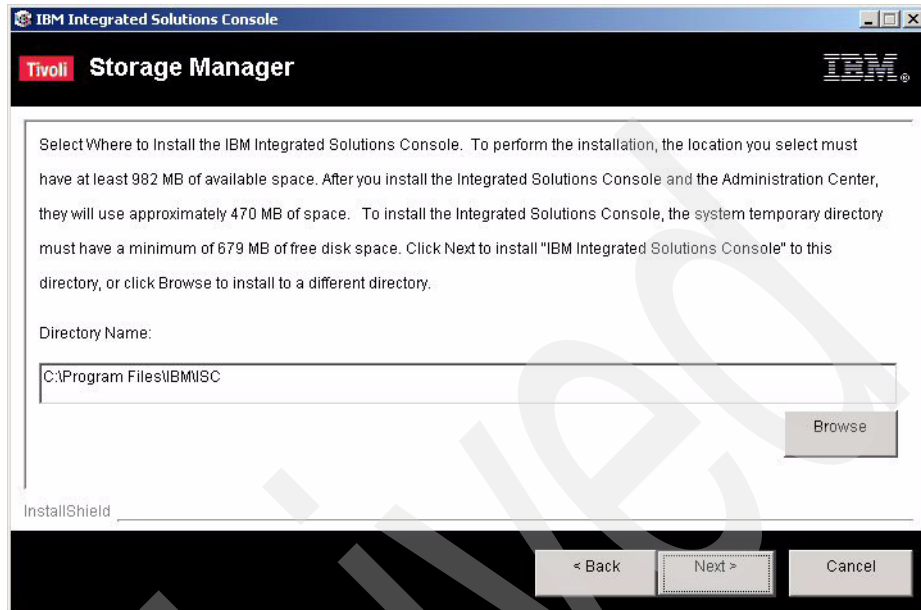 IBM Integrated Solutions Console
Tivoli Storage Manager IBM®
Select Where to Install the IBM Integrated Solutions Console. To perform the installation, the location you select must
have at least 982 MB of available space. After you install the Integrated Solutions Console and the Administration Center,
they will use approximately 470 MB of space. To install the Integrated Solutions Console, the system temporary directory
must have a minimum of 679 MB of free disk space. Click Next to install "IBM Integrated Solutions Console" to this
directory, or click Browse to install to a different directory.
Directory Name:
C:\Program Files\IBM\ISC
Browse
InstallShield
< Back Next > Cancel